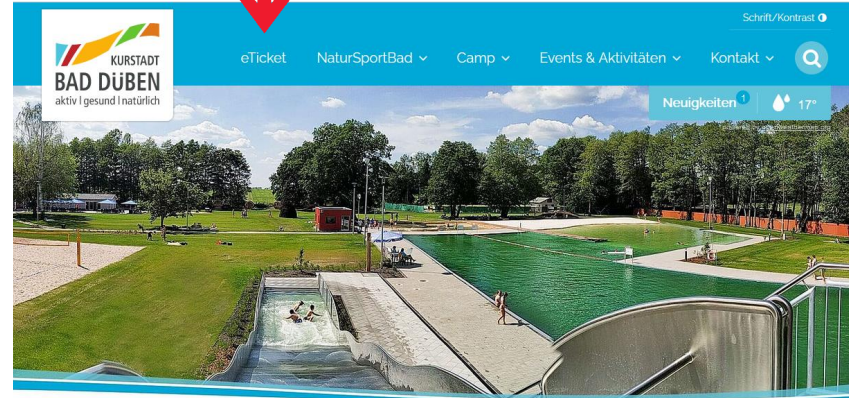 Schrift/Kontrast
KURSTADT
BAD DÜBEN
aktiv I gesund I natürlich
eTicket NaturSportBad Camp Events & Aktivitäten Kontakt
Neuigkeiten 1 17°